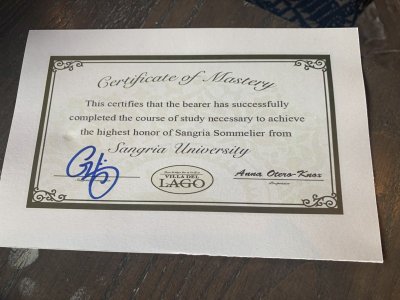 Certificate of Mastery
This certifies that the bearer has successfully
completed the course of study necessary to achieve
the highest honor of Sangria Sommelier from
Sangria University
VILLA DEL
LAGO
Anna Otero-Knox